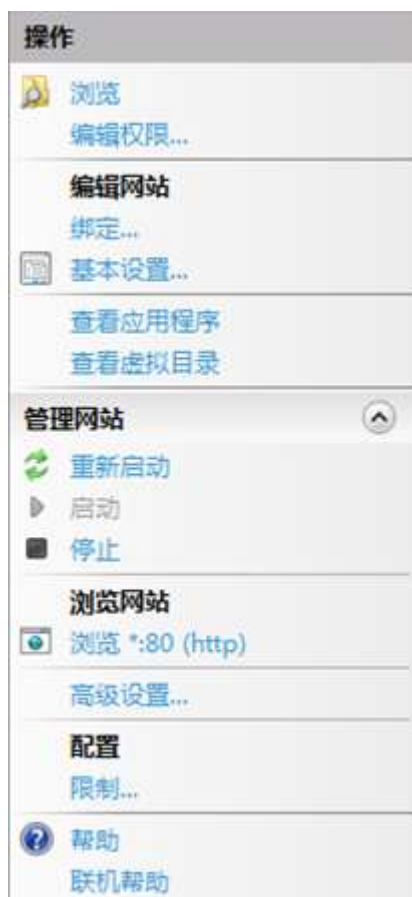 操作
浏览
编辑权限...
编辑网站
绑定...
基本设置...
查看应用程序
查看虚拟目录
管理网站
重新启动
启动
停止
浏览网站
浏览 *:80 (http)
高级设置...
配置
限制...
帮助
联机帮助